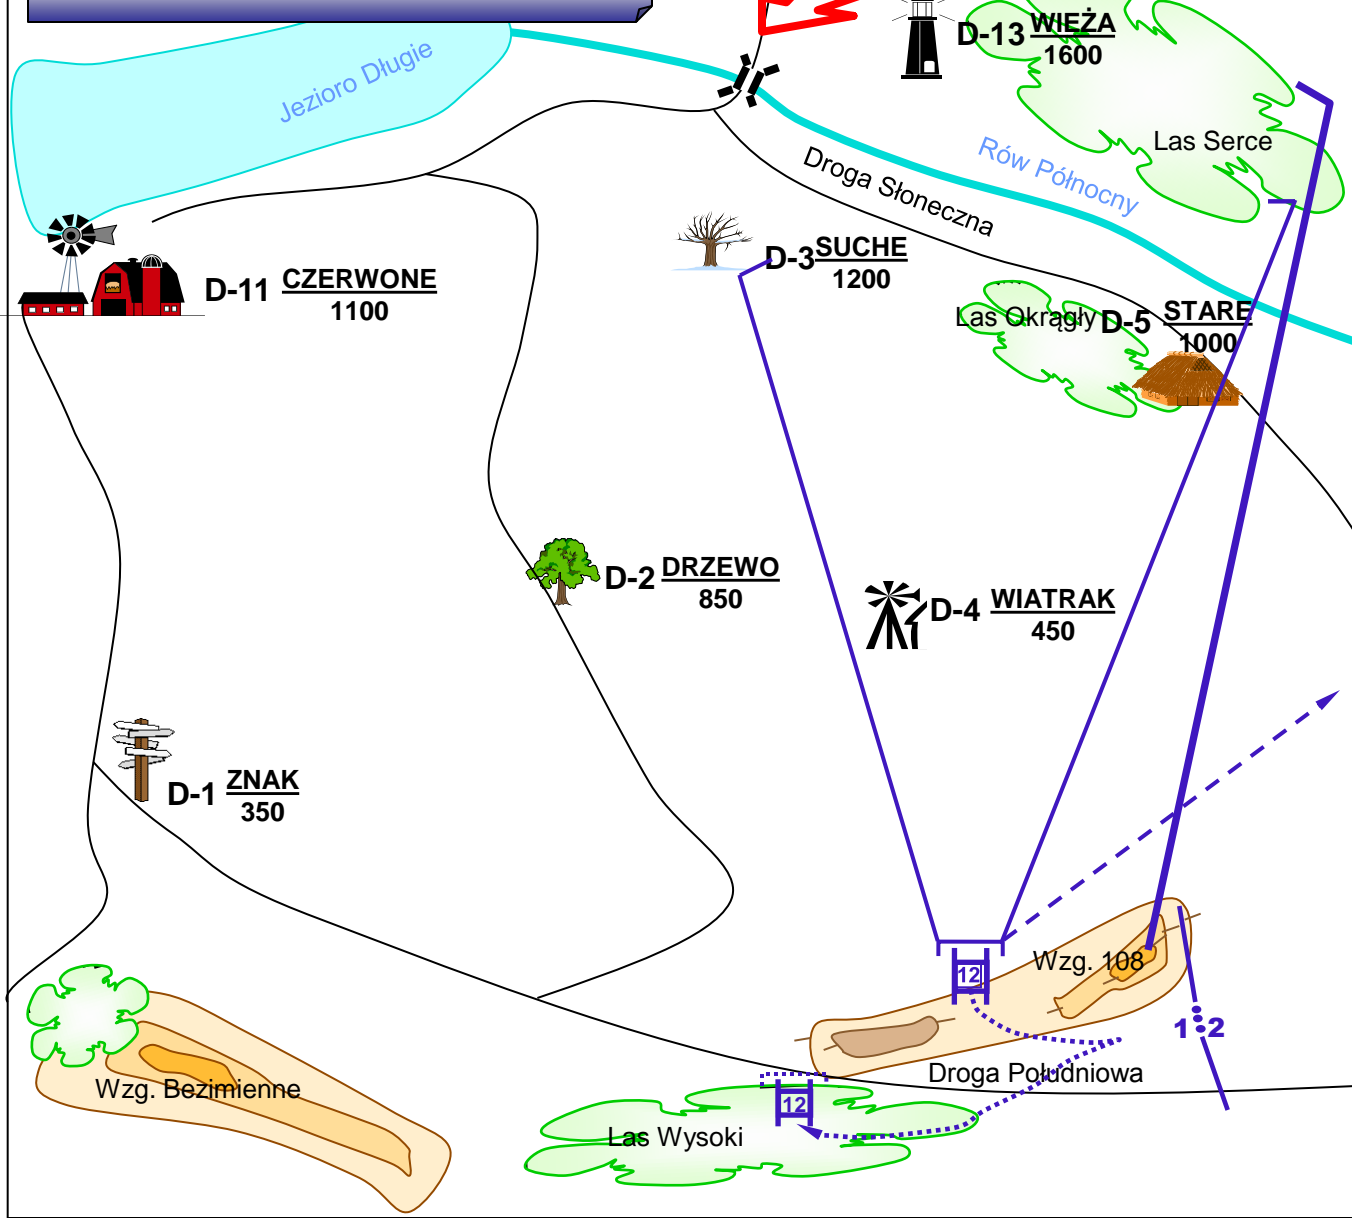 D-13 WIEŻA
1600
Jezioro Długie
Las Serce
Rów Północny
Droga Słoneczna
D-3 SUCHE
1200
D-11 CZERWONE
1100
Las Okrągły
D-5 STARE
1000
D-2 DRZEWO
850
D-4 WIATRAK
450
D-1 ZNAK
350
Wzg. 108
12
1 2
Droga Południowa
Wzg. Bezimienne
12
Las Wysoki